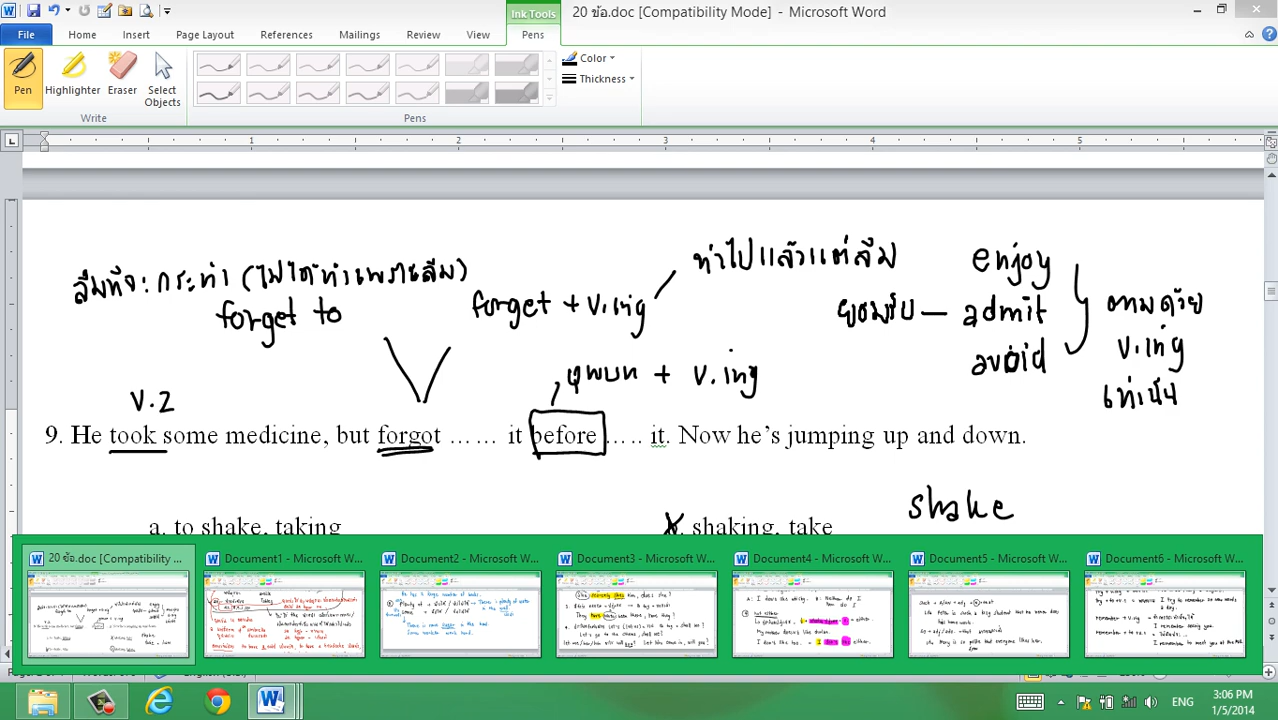 20 ข้อ.doc [Compatibility Mode] - Microsoft Word
Ink Tools
File Home Insert Page Layout References Mailings Review View Pens
Pen Highlighter Eraser Select Objects
Color
Thickness
Write Pens
1 2 3 4 5
ลืมที่จะกระทำ (ไม่ได้ทำเพราะลืม)
forget to
forget + v.ing
ทำไปแล้วแต่ลืม
enjoy
ยอมรับ — admit
avoid
ตามด้วย
v.ing
เท่านั้น
บุพบท + v.ing
v.2
9. He took some medicine, but forgot …… it before ….. it. Now he’s jumping up and down.
shake
a. to shake, taking
shaking, take
20 ข้อ.doc [Compatibility ...
Document1 - Microsoft W...
Document2 - Microsoft W...
Document3 - Microsoft W...
Document4 - Microsoft W...
Document5 - Microsoft W...
Document6 - Microsoft W...
ENG
3:06 PM
1/5/2014